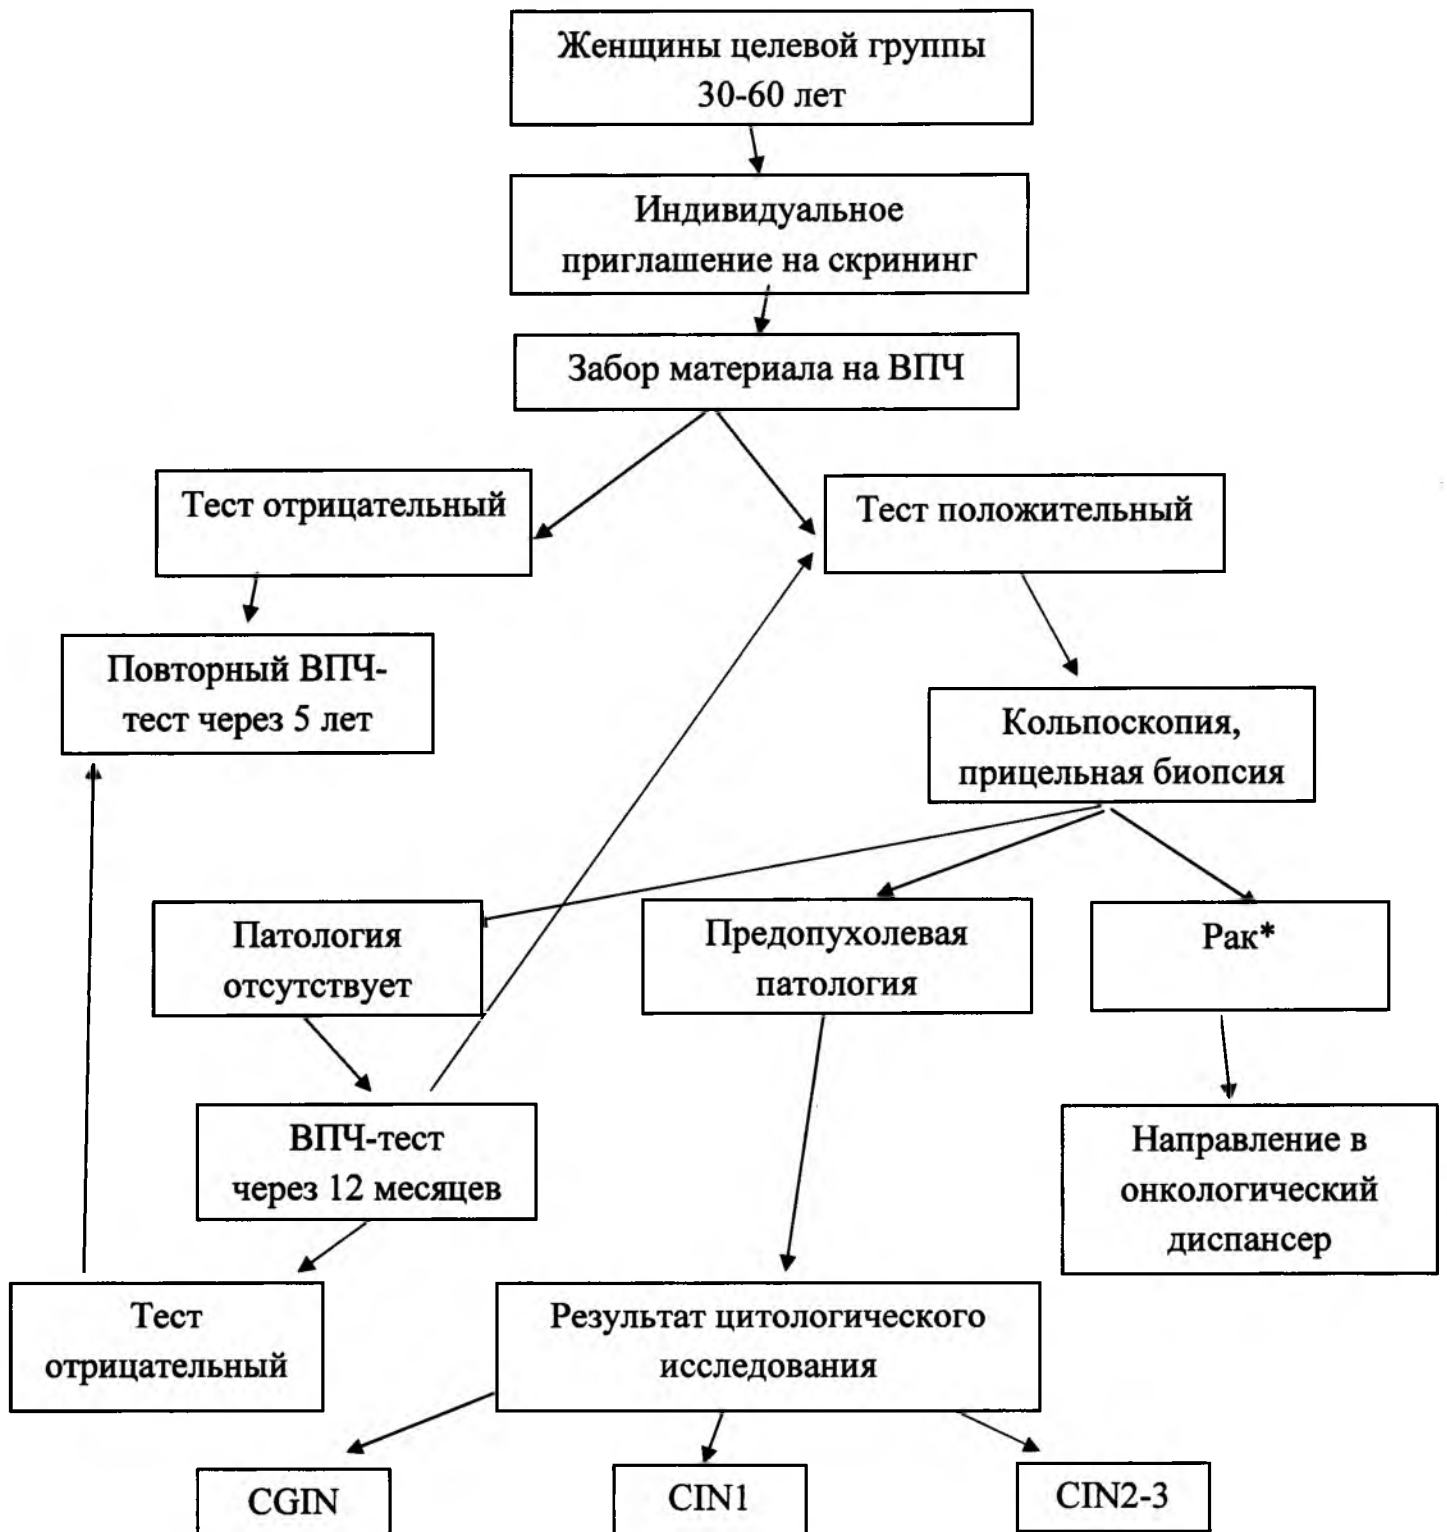 Женщины целевой группы
30-60 лет
Индивидуальное
приглашение на скрининг
Забор материала на ВПЧ
Тест отрицательный
Тест положительный
Повторный ВПЧ-
тест через 5 лет
Кольпоскопия,
прицельная биопсия
Патология
отсутствует
Предопухолевая
патология
Рак*
ВПЧ-тест
через 12 месяцев
Направление в
онкологический
диспансер
Тест
отрицательный
Результат цитологического
исследования
CGIN
CIN1
CIN2-3